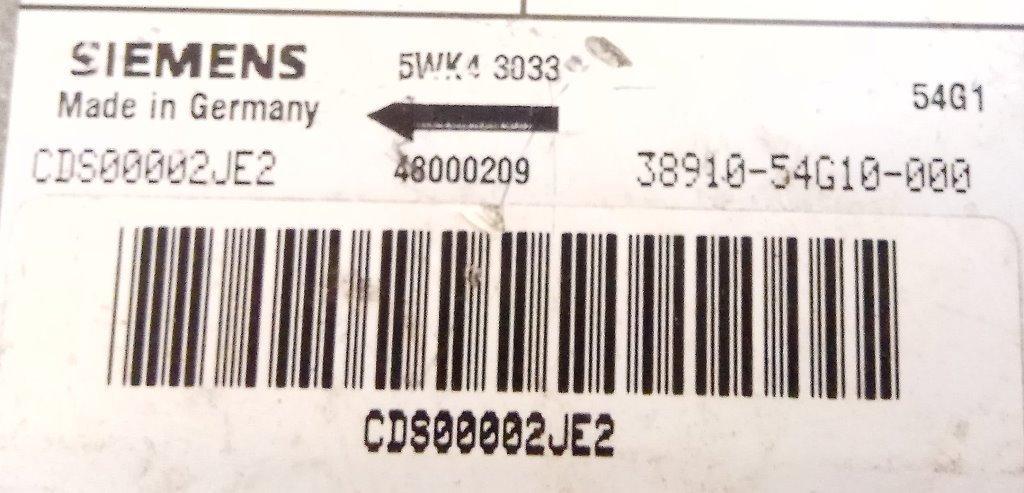 SIEMENS 5WK4 3033
Made in Germany 54G1
CDS00002JE2 48000209 38910-54G10-000
CDS00002JE2